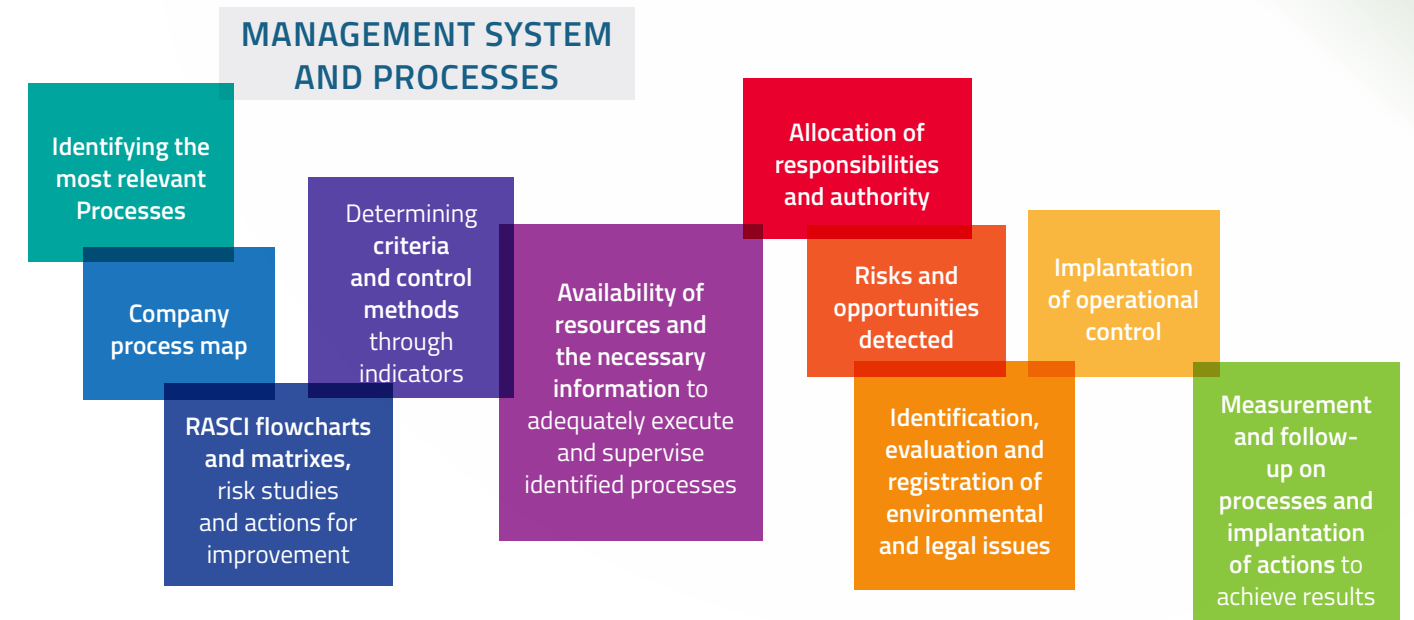 MANAGEMENT SYSTEM
AND PROCESSES
Identifying the
most relevant
Processes
Company
process map
RASCI flowcharts
and matrixes,
risk studies
and actions for
improvement
Determining
criteria
and control
methods
through
indicators
Availability of
resources and
the necessary
information to
adequately execute
and supervise
identified processes
Allocation of
responsibilities
and authority
Risks and
opportunities
detected
Identification,
evaluation and
registration of
environmental
and legal issues
Implantation
of operational
control
Measurement
and follow-
up on
processes and
implantation
of actions to
achieve results